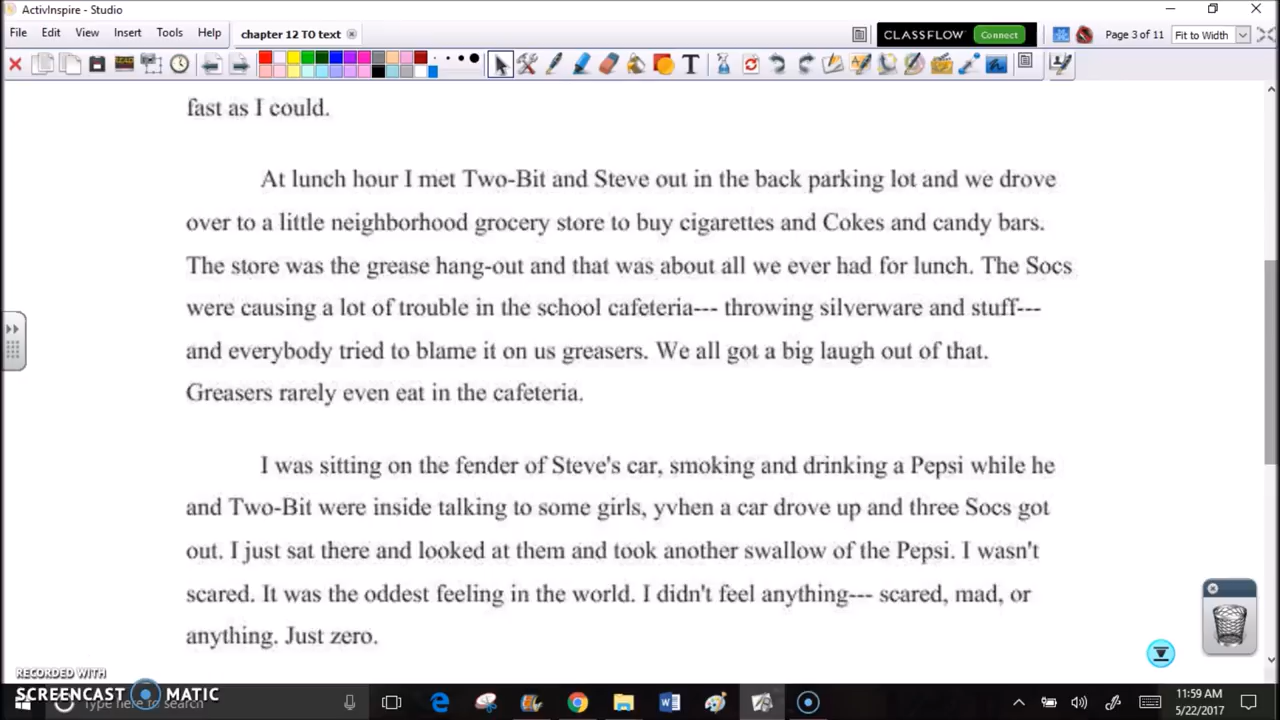 ActivInspire - Studio
File Edit View Insert Tools Help
chapter 12 TO text
CLASSFLOW Connect
Page 3 of 11
Fit to Width
fast as I could.
At lunch hour I met Two-Bit and Steve out in the back parking lot and we drove
over to a little neighborhood grocery store to buy cigarettes and Cokes and candy bars.
The store was the grease hang-out and that was about all we ever had for lunch. The Socs
were causing a lot of trouble in the school cafeteria--- throwing silverware and stuff---
and everybody tried to blame it on us greasers. We all got a big laugh out of that.
Greasers rarely even eat in the cafeteria.
I was sitting on the fender of Steve's car, smoking and drinking a Pepsi while he
and Two-Bit were inside talking to some girls, yvhen a car drove up and three Socs got
out. I just sat there and looked at them and took another swallow of the Pepsi. I wasn't
scared. It was the oddest feeling in the world. I didn't feel anything--- scared, mad, or
anything. Just zero.
RECORDED WITH
SCREENCAST MATIC
Type here to search
11:59 AM
5/22/2017